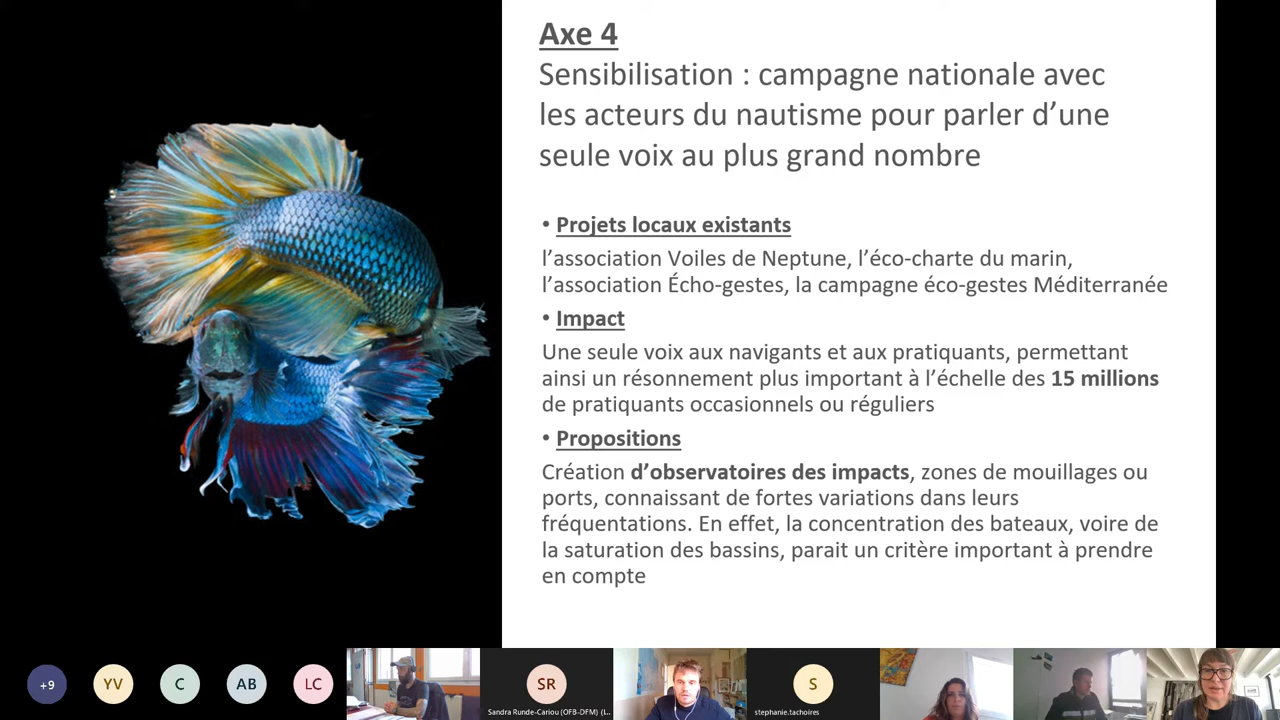 Axe 4
Sensibilisation : campagne nationale avec
les acteurs du nautisme pour parler d’une
seule voix au plus grand nombre
• Projets locaux existants
l’association Voiles de Neptune, l’éco-charte du marin,
l’association Écho-gestes, la campagne éco-gestes Méditerranée
• Impact
Une seule voix aux navigants et aux pratiquants, permettant
ainsi un résonnement plus important à l’échelle des 15 millions
de pratiquants occasionnels ou réguliers
• Propositions
Création d’observatoires des impacts, zones de mouillages ou
ports, connaissant de fortes variations dans leurs
fréquentations. En effet, la concentration des bateaux, voire de
la saturation des bassins, parait un critère important à prendre
en compte
+9 YV C AB LC SR S
Sandra Runde-Cariou (OFB-DFM) (I... stephanie.tachoires